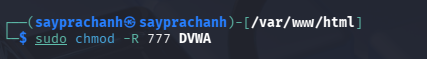 ┌──(sayprachanh㉿sayprachanh)-[/var/www/html]
└─$ sudo chmod -R 777 DVWA